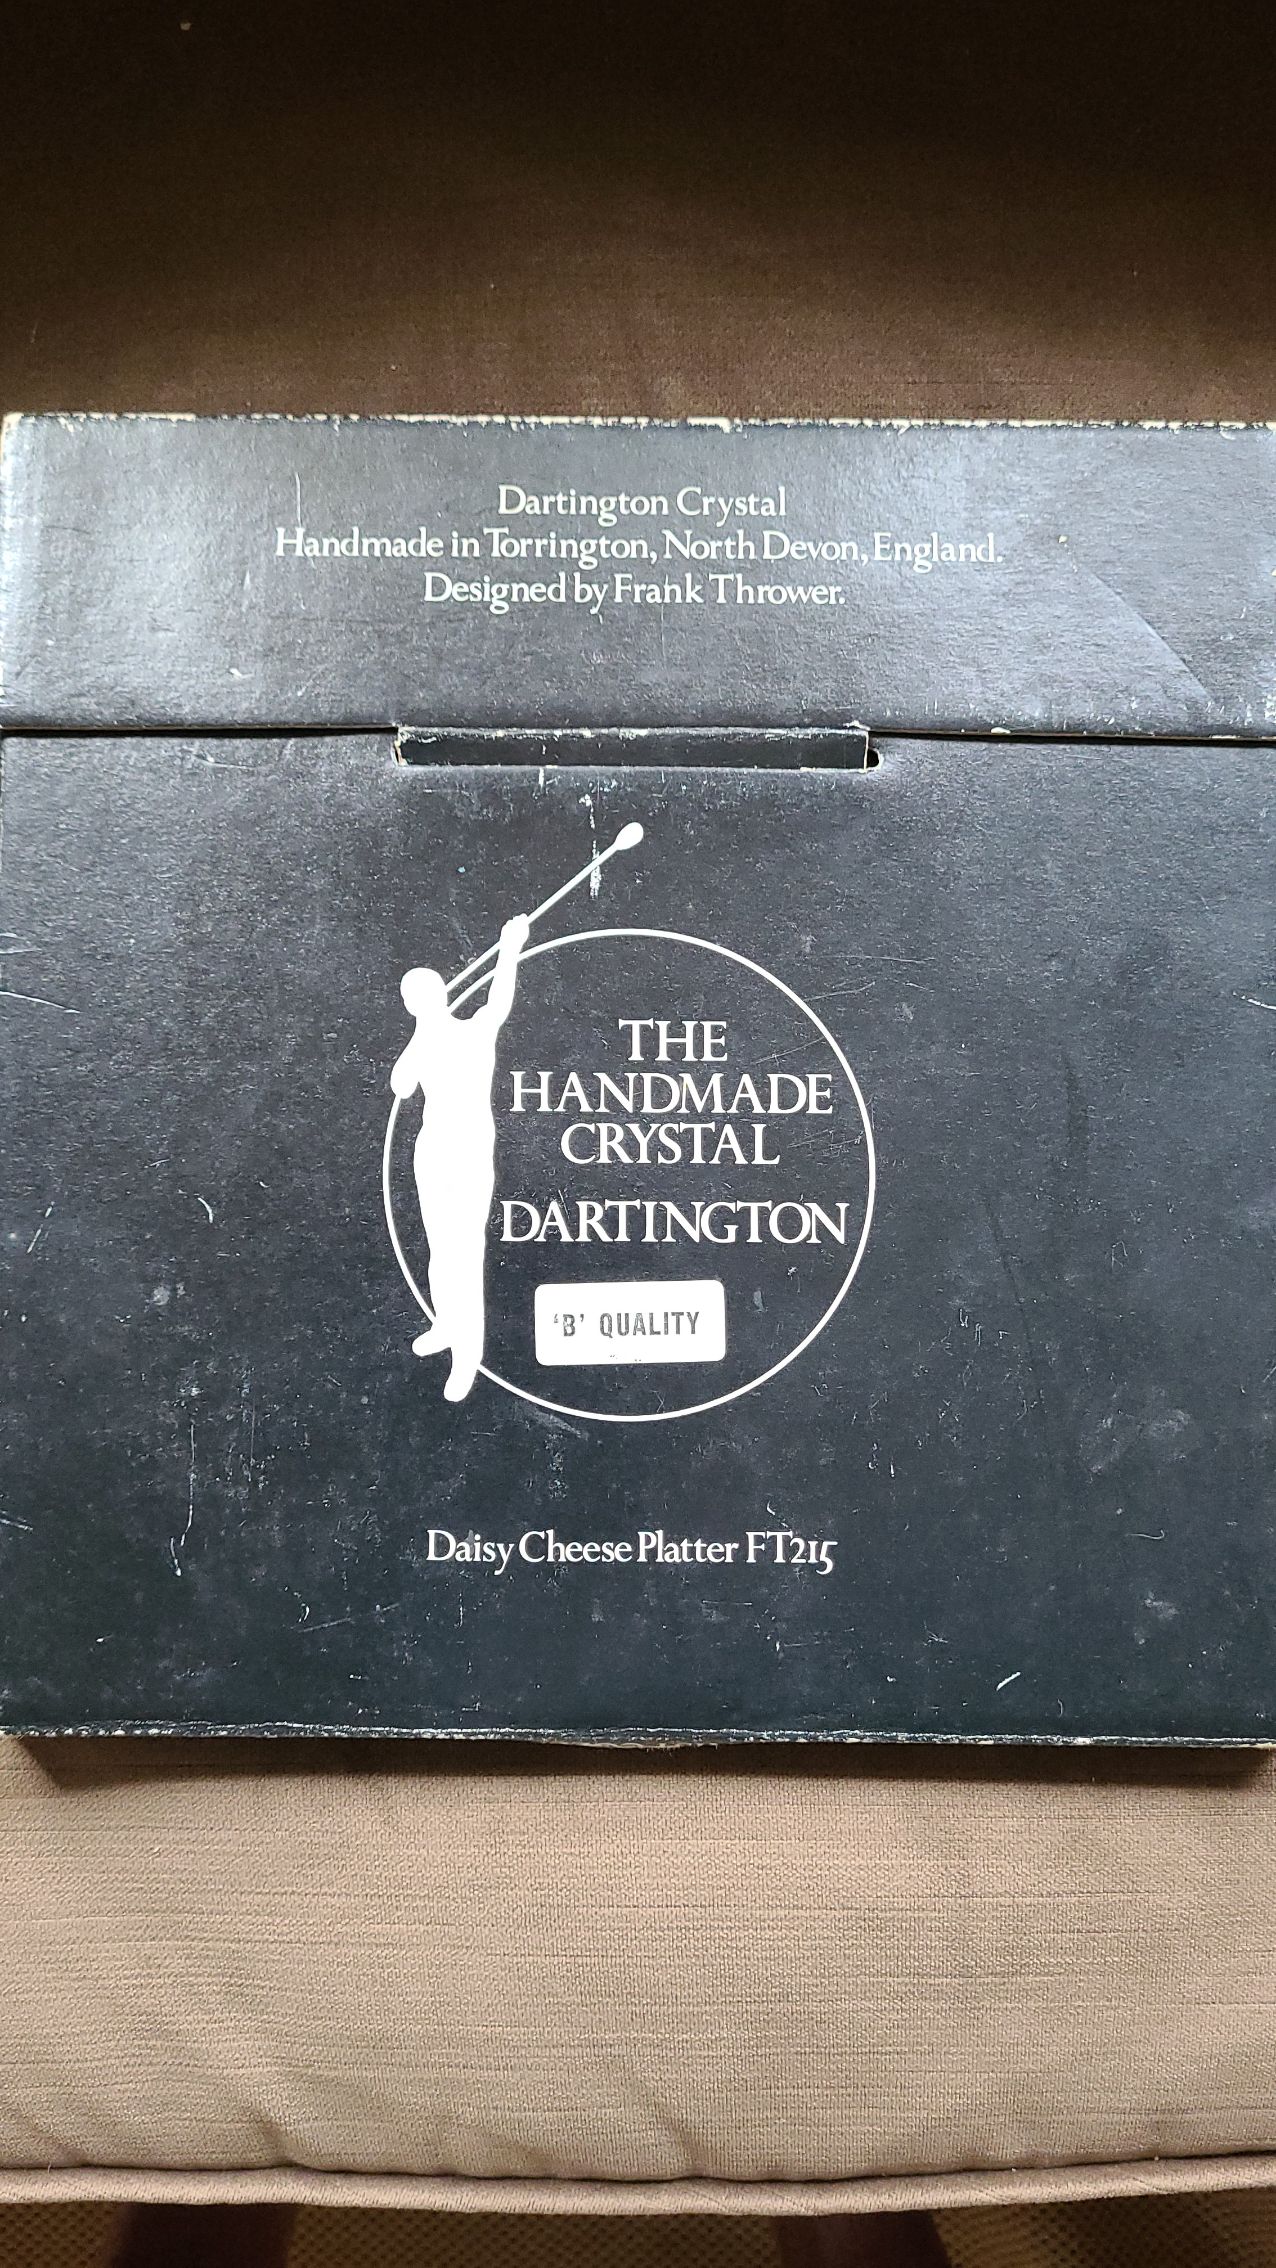 Dartington Crystal
Handmade in Torrington, North Devon, England.
Designed by Frank Thrower.
THE
HANDMADE
CRYSTAL
DARTINGTON
'B' QUALITY
Daisy Cheese Platter FT215